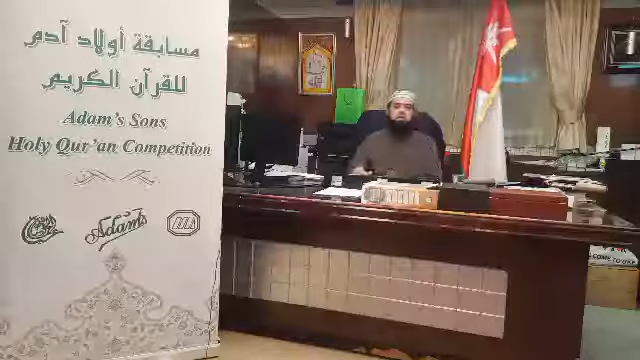 مسابقة أولاد آدم
للقرآن الكريم
Adam's Sons
Holy Qur'an Competition
Adams